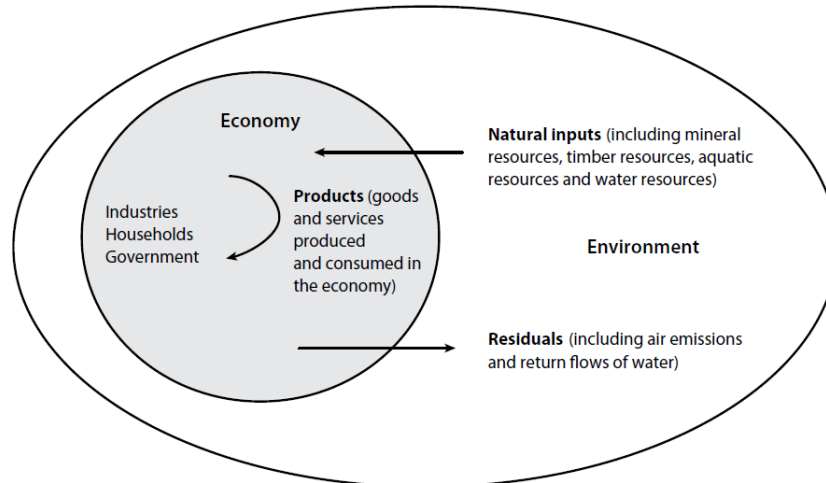 Economy
Industries
Households
Government
Products (goods
and services
produced
and consumed in
the economy)
Natural inputs (including mineral
resources, timber resources, aquatic
resources and water resources)
Environment
Residuals (including air emissions
and return flows of water)